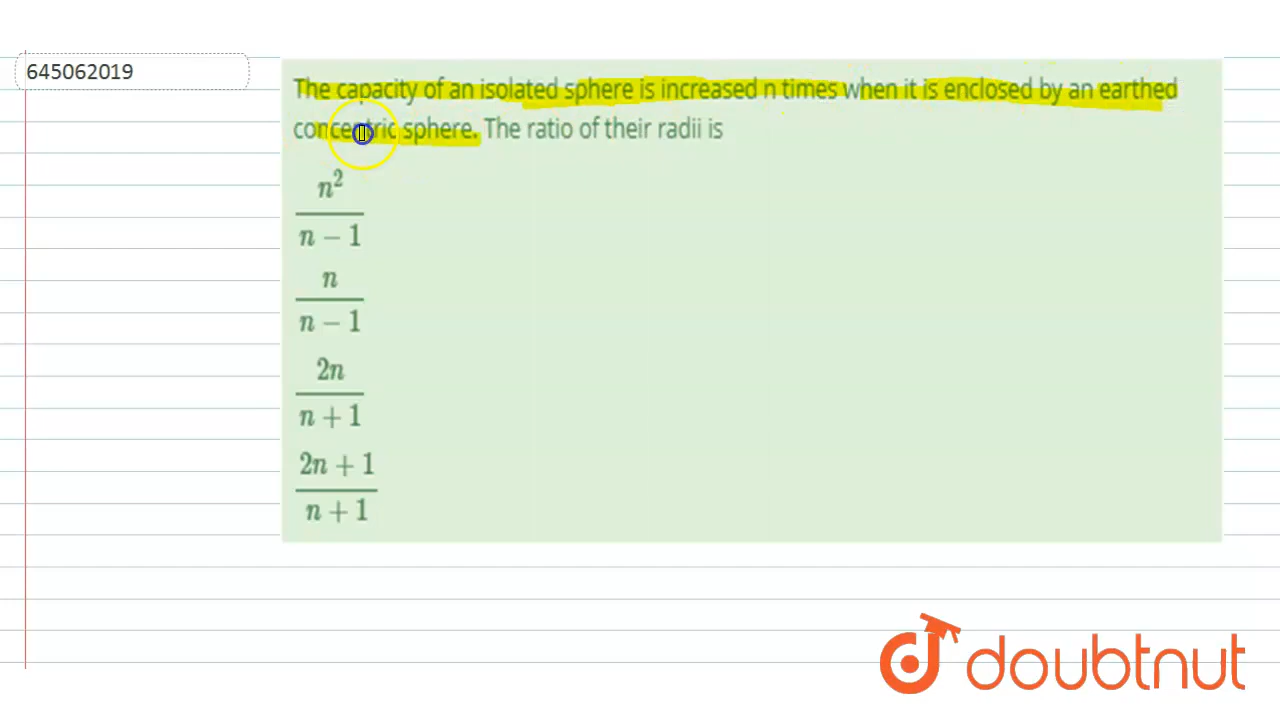 645062019
The capacity of an isolated sphere is increased n times when it is enclosed by an earthed
concentric sphere. The ratio of their radii is
n²
n − 1
n
n − 1
2n
n + 1
2n + 1
n + 1
doubtnut